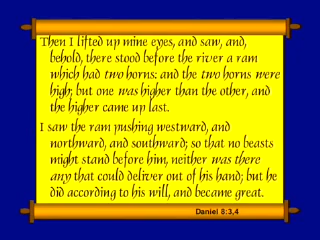 Then I lifted up mine eyes, and saw, and,
behold, there stood before the river a ram
which had two horns: and the two horns were
high; but one was higher than the other, and
the higher came up last.
I saw the ram pushing westward, and
northward, and southward; so that no beasts
might stand before him, neither was there
any that could deliver out of his hand; but he
did according to his will, and became great.
Daniel 8:3,4